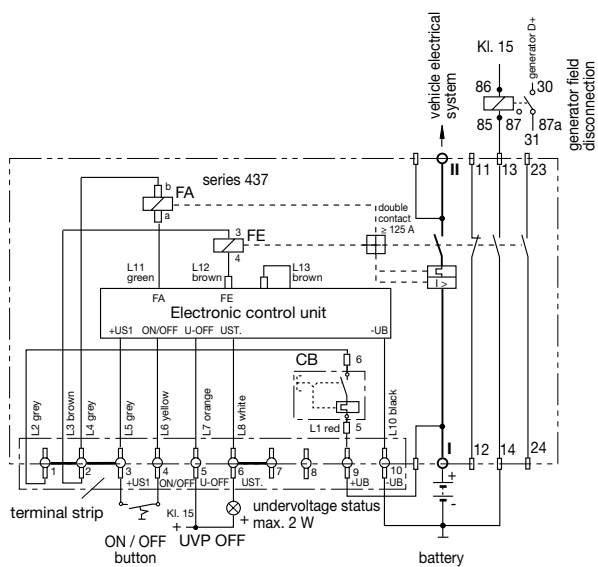 vehicle electrical
system
Kl. 15
generator D+
86
30
85
87
87a
31
generator field
disconnection
II
11
13
23
series 437
b
FA
a
double
contact
≥ 125 A
3
FE
4
L11
green
L12
brown
L13
brown
I >
FA
FE
Electronic control unit
+US1
ON/OFF
U-OFF
UST.
-UB
6
CB
L2 grey
L3 brown
L4 grey
L5 grey
L6 yellow
L7 orange
L8 white
L1 red
5
L10 black
I
12
14
24
1
2
3
4
5
6
7
8
9
10
+US1
ON/OFF
U-OFF
UST.
+UB
-UB
terminal strip
Kl. 15
+
+
undervoltage status
max. 2 W
+
-
ON / OFF
button
UVP OFF
battery